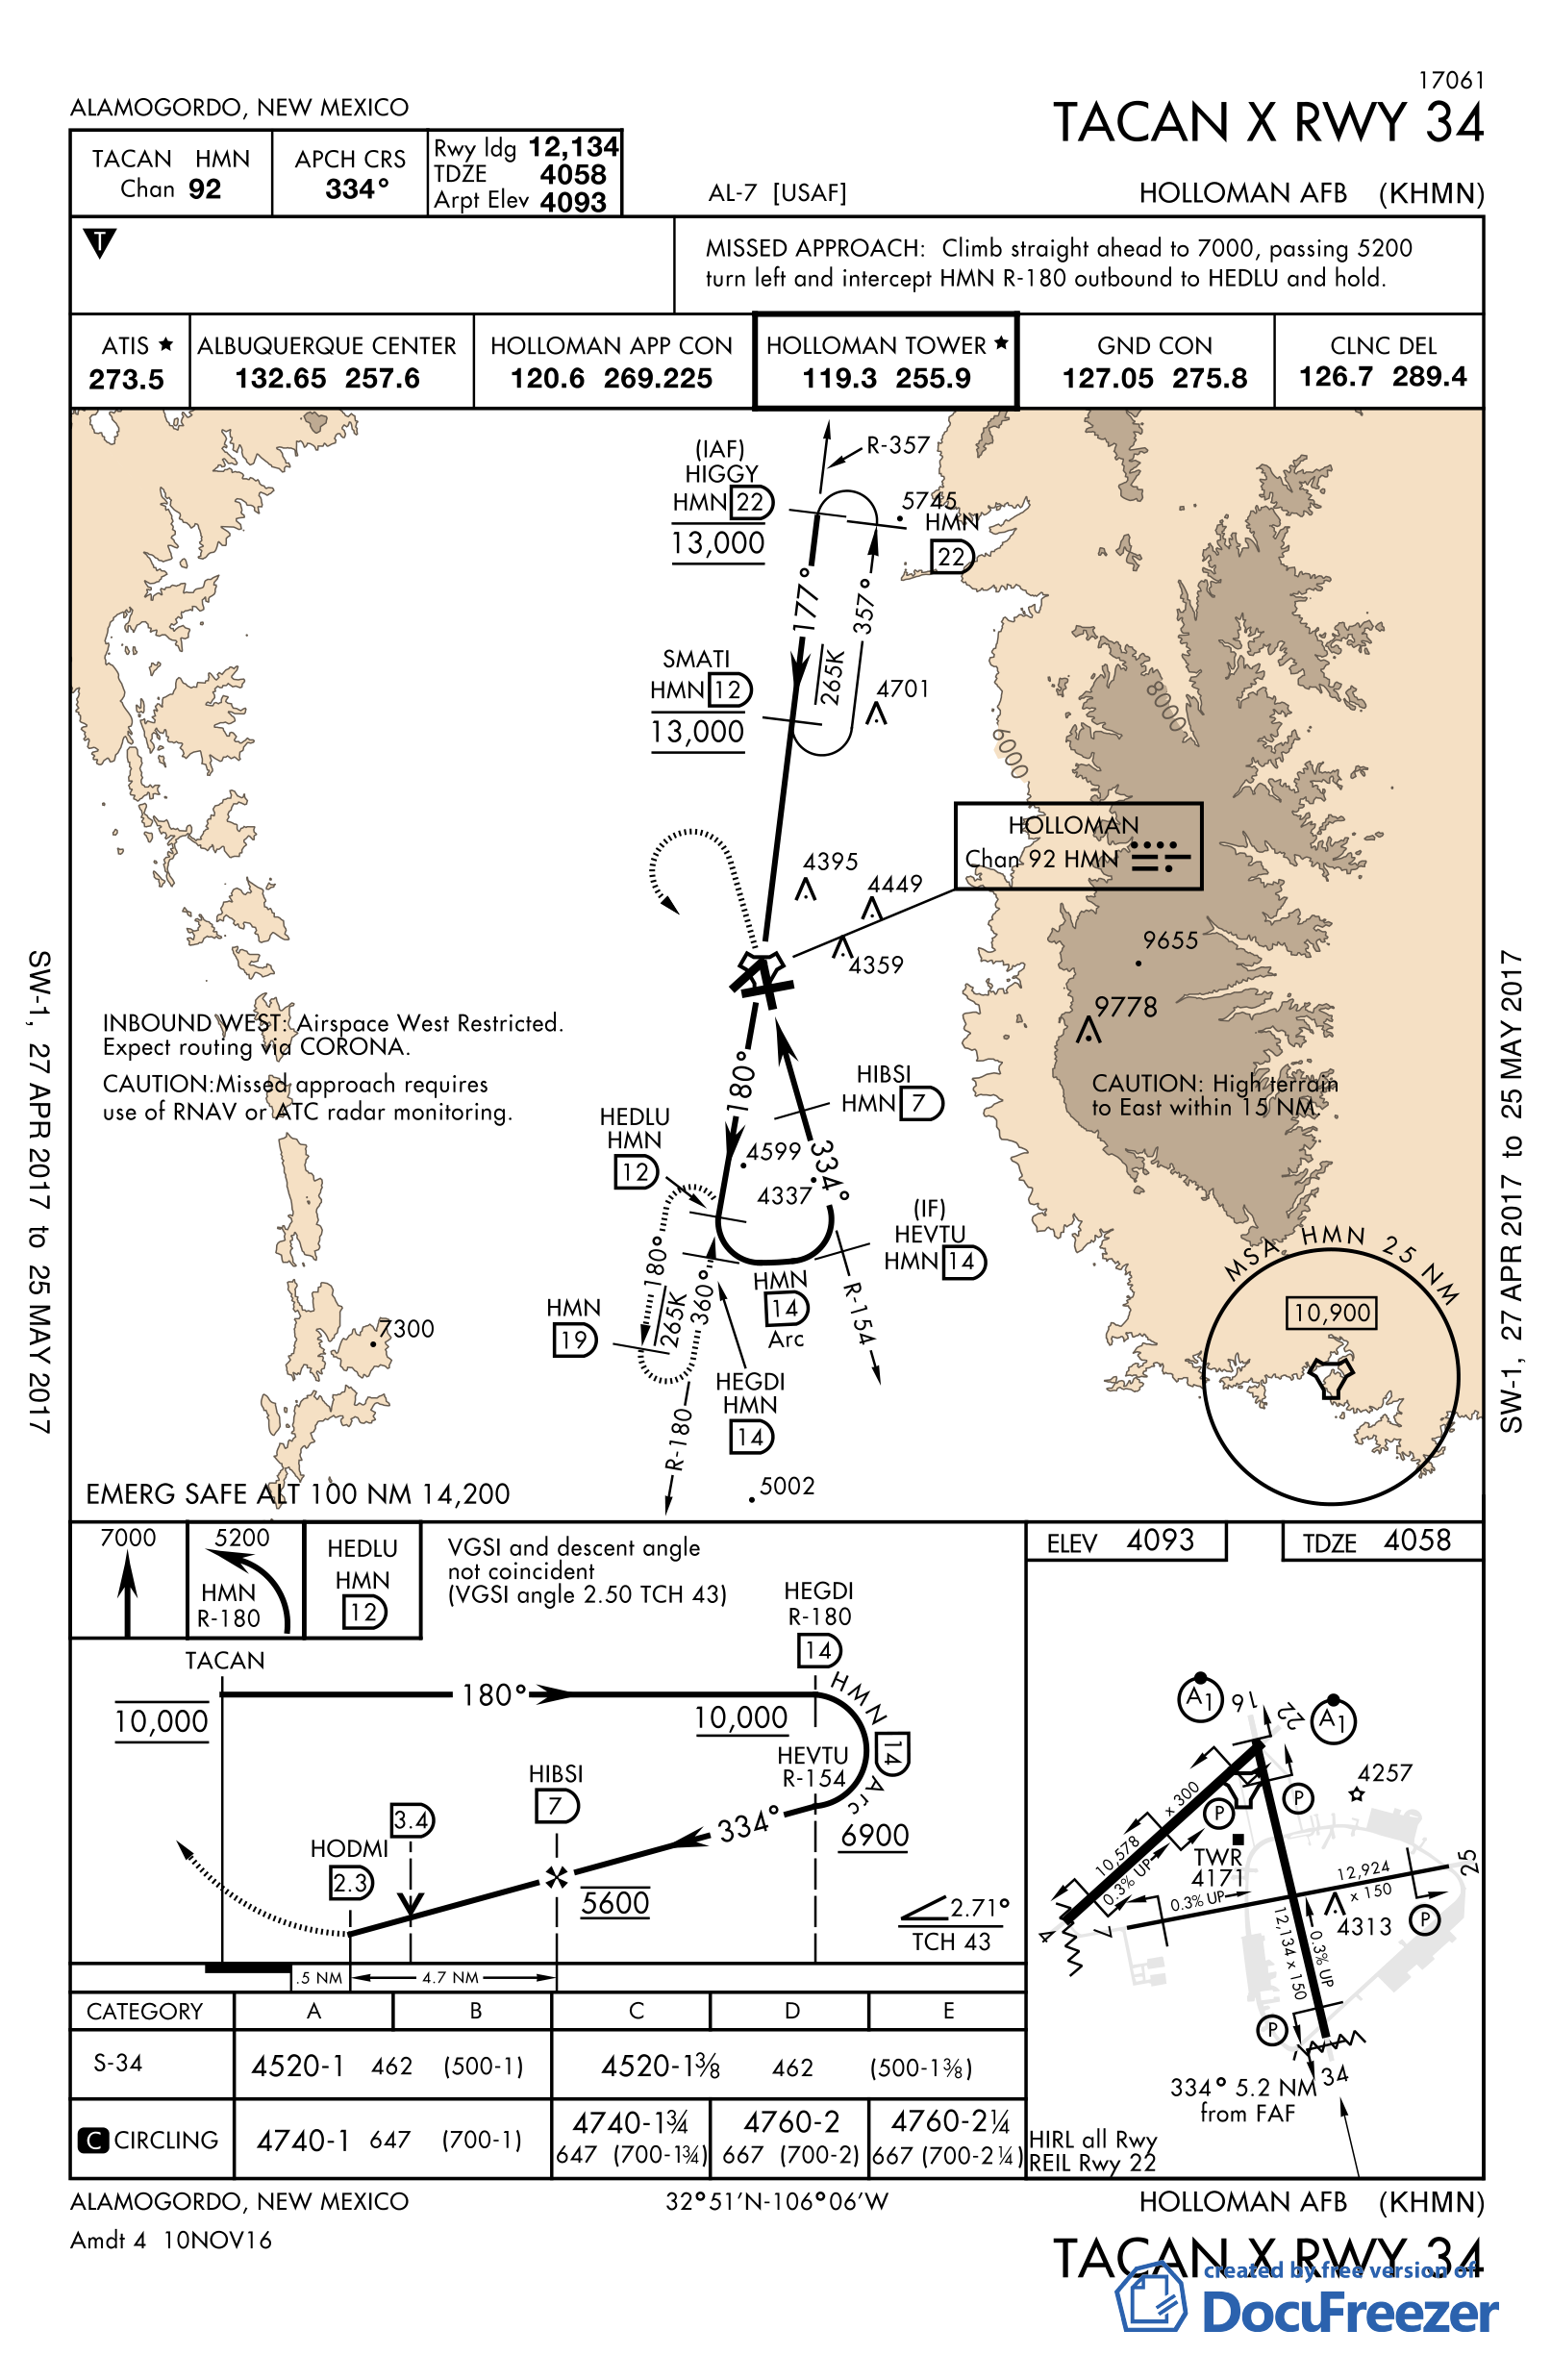 17061
ALAMOGORDO, NEW MEXICO
TACAN X RWY 34
TACAN HMN
Chan 92
APCH CRS
334°
Rwy ldg 12,134
TDZE 4058
Arpt Elev 4093
AL-7 [USAF]
HOLLOMAN AFB (KHMN)
T
MISSED APPROACH: Climb straight ahead to 7000, passing 5200
turn left and intercept HMN R-180 outbound to HEDLU and hold.
ATIS
273.5
ALBUQUERQUE CENTER
132.65 257.6
HOLLOMAN APP CON
120.6 269.225
HOLLOMAN TOWER
119.3 255.9
GND CON
127.05 275.8
CLNC DEL
126.7 289.4
(IAF)
HIGGY
HMN 22
13,000
R-357
5745
HMN
22
177°
357°
265K
SMATI
HMN 12
13,000
4701
8000
6000
HOLLOMAN
Chan 92 HMN
4395
4449
4359
9655
9778
INBOUND WEST: Airspace West Restricted.
Expect routing via CORONA.
CAUTION:Missed approach requires
use of RNAV or ATC radar monitoring.
CAUTION: High terrain
to East within 15 NM.
HIBSI
HMN 7
180°
HEDLU
HMN
12
4599
4337
334°
(IF)
HEVTU
HMN 14
HMN
14
Arc
R-154
180°
265K
360°
HMN
19
HEGDI
HMN
14
R-180
7300
5002
MSA HMN 25 NM
10,900
EMERG SAFE ALT 100 NM 14,200
SW-1, 27 APR 2017 to 25 MAY 2017
SW-1, 27 APR 2017 to 25 MAY 2017
7000
5200
HMN
R-180
HEDLU
HMN
12
VGSI and descent angle
not coincident
(VGSI angle 2.50 TCH 43)
HEGDI
R-180
14
TACAN
180°
10,000
10,000
HMN 14 Arc
HEVTU
R-154
HIBSI
7
334°
6900
3.4
HODMI
2.3
5600
2.71°
TCH 43
.5 NM
4.7 NM
ELEV 4093
TDZE 4058
A1
16
22
A1
4257
P
P
x 300
10,578
0.3% UP
TWR
4171
12,924
x 150
25
0.3% UP
4
7
4313
P
12,134 x 150
0.3% UP
P
34
334° 5.2 NM
from FAF
HIRL all Rwy
REIL Rwy 22
CATEGORY A B C D E
S-34 4520-1 462 (500-1) 4520-1⅜ 462 (500-1⅜)
C CIRCLING 4740-1 647 (700-1) 4740-1¾ 647 (700-1¾) 4760-2 667 (700-2) 4760-2¼ 667 (700-2¼)
ALAMOGORDO, NEW MEXICO
Amdt 4 10NOV16
32°51'N-106°06'W
HOLLOMAN AFB (KHMN)
TACAN X RWY 34
created by free version of
DocuFreezer